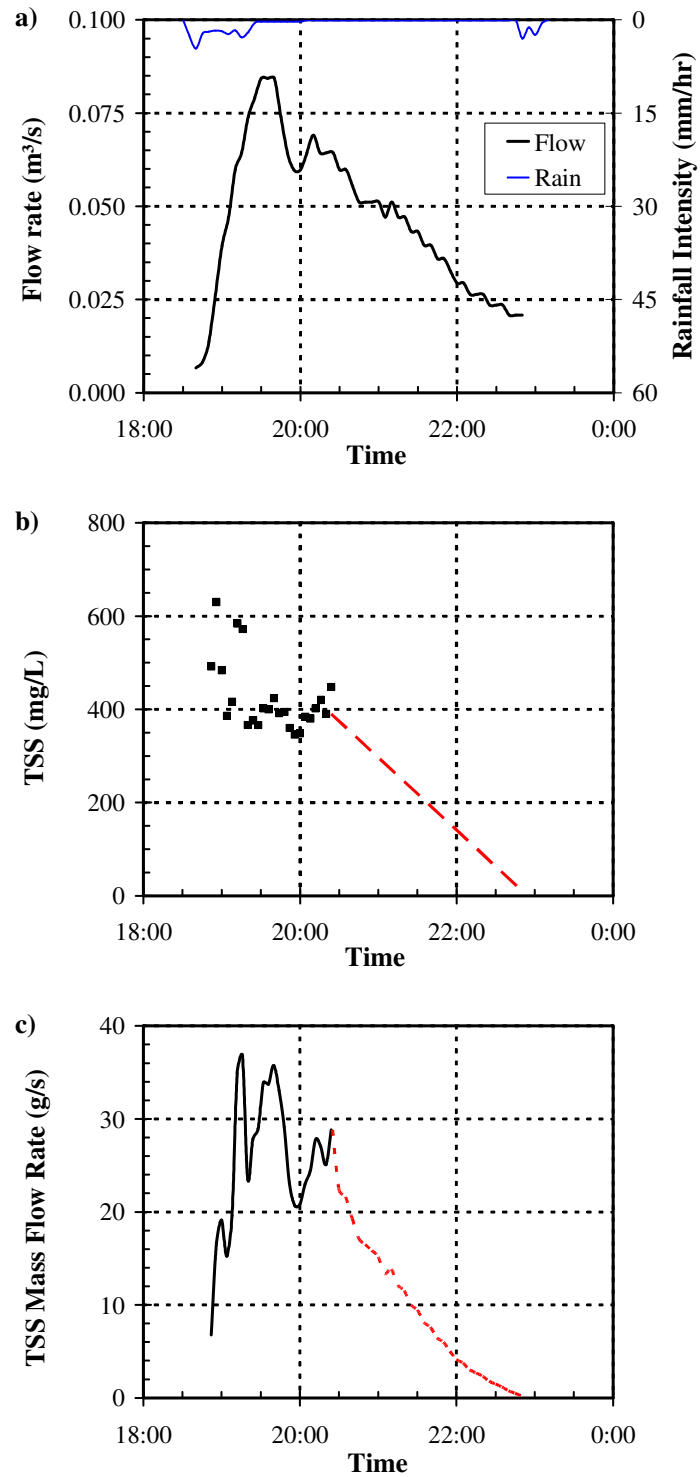 a)
0.100
0.075
0.050
0.025
0.000
Flow rate (m³/s)
0
15
30
45
60
Rainfall Intensity (mm/hr)
Flow
Rain
18:00
20:00
22:00
0:00
Time
b)
800
600
400
200
0
TSS (mg/L)
18:00
20:00
22:00
0:00
Time
c)
40
30
20
10
0
TSS Mass Flow Rate (g/s)
18:00
20:00
22:00
0:00
Time